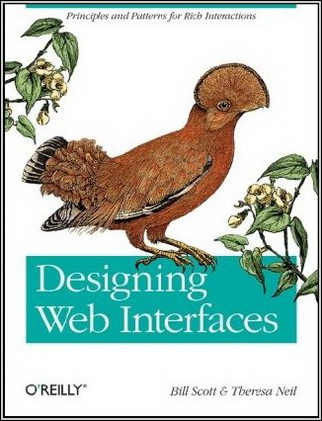 Principles and Patterns for Rich Interactions
Designing
Web Interfaces
O'REILLY®
Bill Scott & Theresa Neil